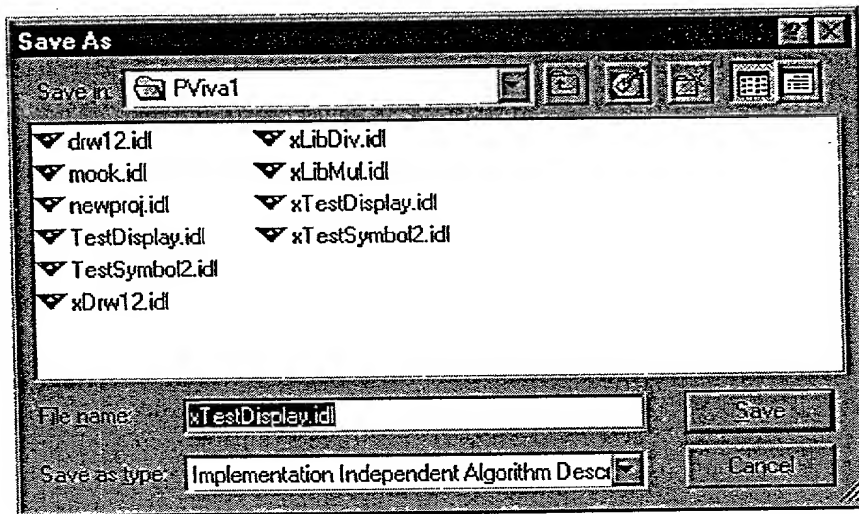 Save As
Save in: PViva1
drw12.idl xLibDiv.idl
mook.idl xLibMul.idl
newproj.idl xTestDisplay.idl
TestDisplay.idl xTestSymbol2.idl
TestSymbol2.idl
xDrw12.idl
File name: xTestDisplay.idl Save
Save as type: Implementation Independent Algorithm Descr Cancel